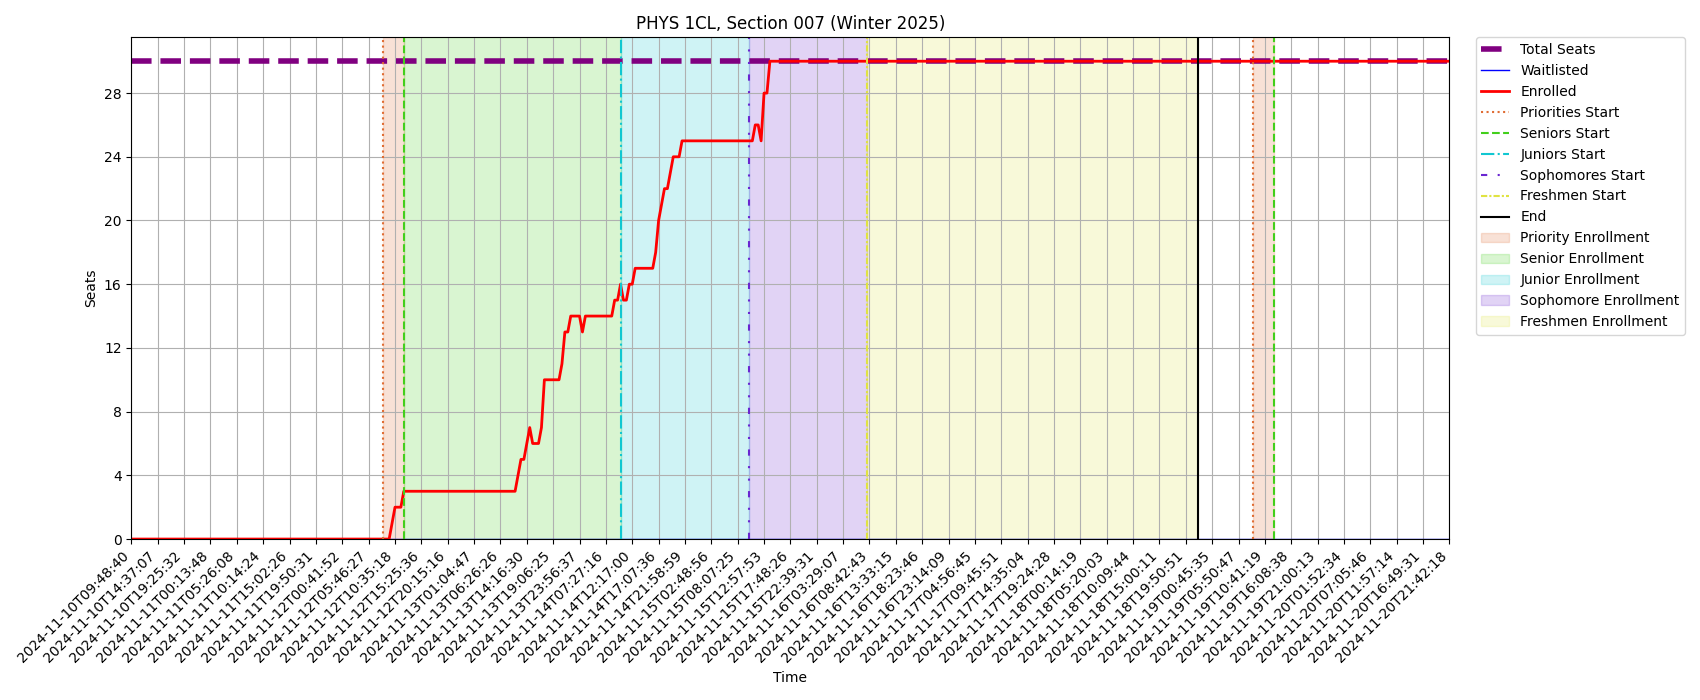 PHYS 1CL, Section 007 (Winter 2025)
Total Seats
Waitlisted
Enrolled
Priorities Start
Seniors Start
Juniors Start
Sophomores Start
Freshmen Start
End
Priority Enrollment
Senior Enrollment
Junior Enrollment
Sophomore Enrollment
Freshmen Enrollment
Seats
28
24
20
16
12
8
4
0
2024-11-10T09:48:40
2024-11-10T14:37:07
2024-11-10T19:25:32
2024-11-11T00:13:48
2024-11-11T05:26:08
2024-11-11T10:14:24
2024-11-11T15:02:26
2024-11-11T19:50:31
2024-11-12T00:41:52
2024-11-12T05:46:27
2024-11-12T10:35:18
2024-11-12T15:25:36
2024-11-12T20:15:16
2024-11-13T01:04:47
2024-11-13T06:26:26
2024-11-13T14:16:30
2024-11-13T19:06:25
2024-11-13T23:56:37
2024-11-14T07:27:16
2024-11-14T12:17:00
2024-11-14T17:07:36
2024-11-14T21:58:59
2024-11-15T02:48:56
2024-11-15T08:07:25
2024-11-15T12:57:53
2024-11-15T17:48:26
2024-11-15T22:39:31
2024-11-16T03:29:07
2024-11-16T08:42:43
2024-11-16T13:33:15
2024-11-16T18:23:46
2024-11-16T23:14:09
2024-11-17T04:56:45
2024-11-17T09:45:51
2024-11-17T14:35:04
2024-11-17T19:24:28
2024-11-18T00:14:19
2024-11-18T05:20:03
2024-11-18T10:09:44
2024-11-18T15:00:11
2024-11-18T19:50:51
2024-11-19T00:45:35
2024-11-19T05:50:47
2024-11-19T10:41:19
2024-11-19T16:08:38
2024-11-19T21:00:13
2024-11-20T01:52:34
2024-11-20T07:05:46
2024-11-20T11:57:14
2024-11-20T16:49:31
2024-11-20T21:42:18
Time